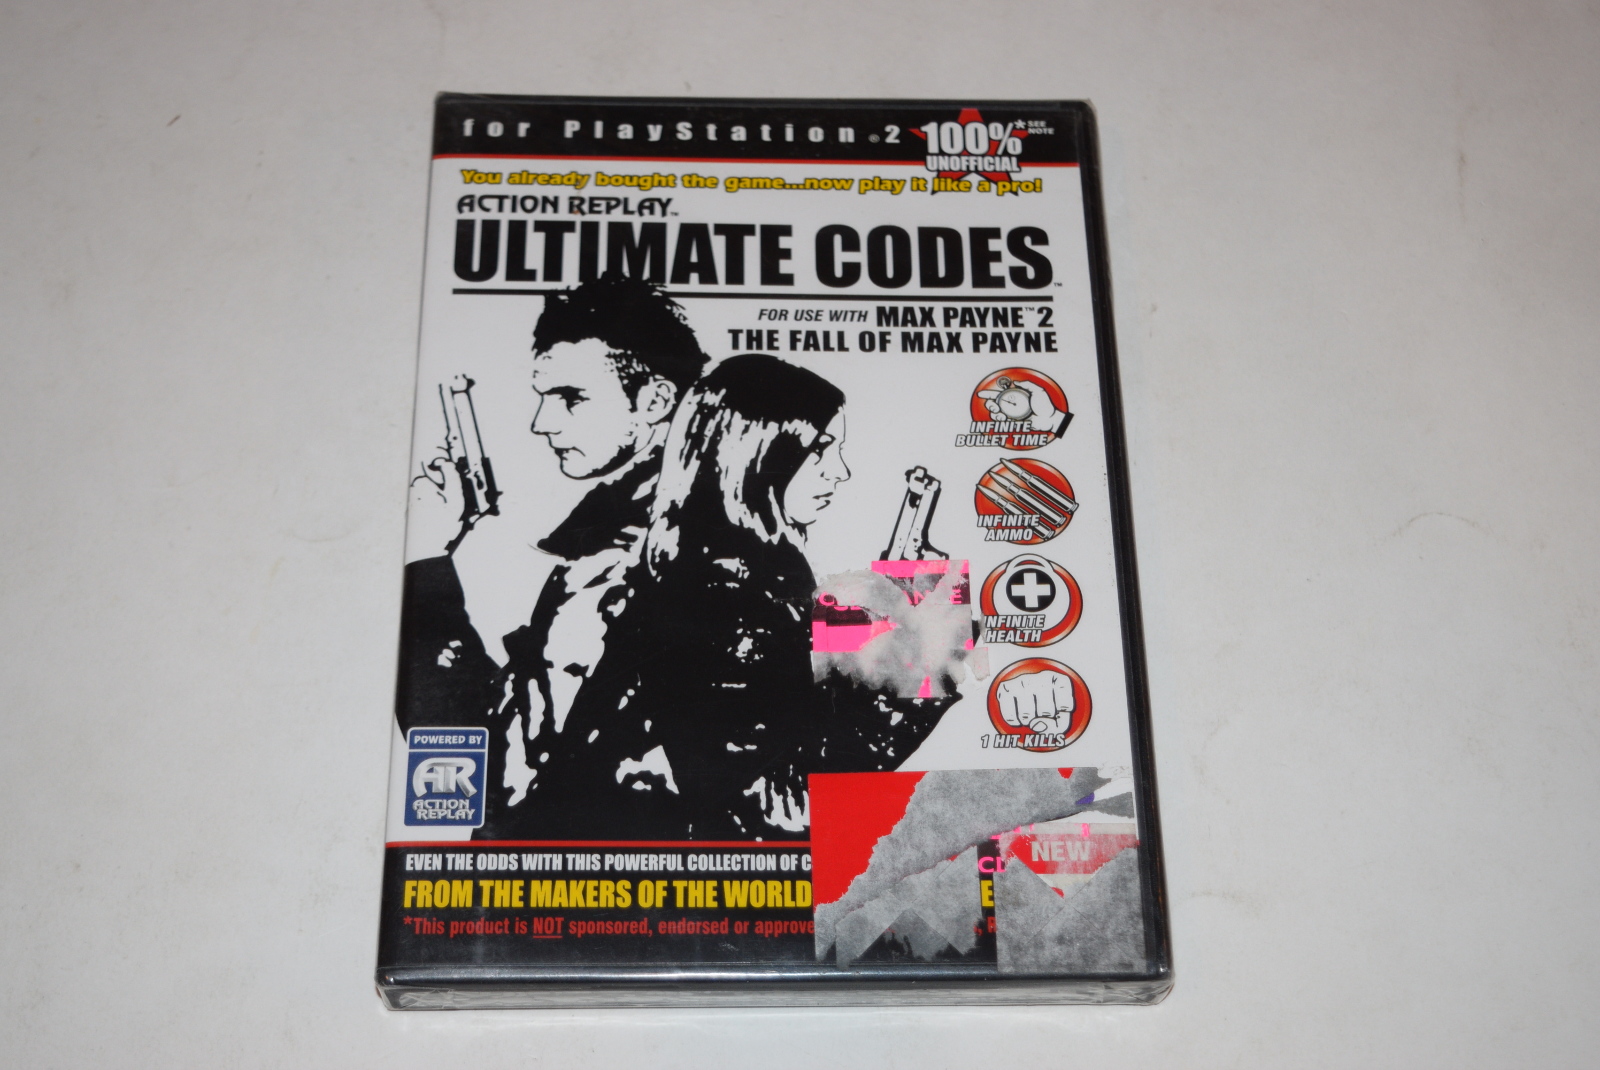 for PlayStation®2
100%* SEE NOTE
UNOFFICIAL
You already bought the game...now play it like a pro!
ACTION REPLAY™
ULTIMATE CODES™
FOR USE WITH MAX PAYNE™ 2
THE FALL OF MAX PAYNE
INFINITE
BULLET TIME
INFINITE
AMMO
INFINITE
HEALTH
1 HIT KILLS
POWERED BY
AR
ACTION
REPLAY
NEW
EVEN THE ODDS WITH THIS POWERFUL COLLECTION OF C
FROM THE MAKERS OF THE WORLD
*This product is NOT sponsored, endorsed or approve